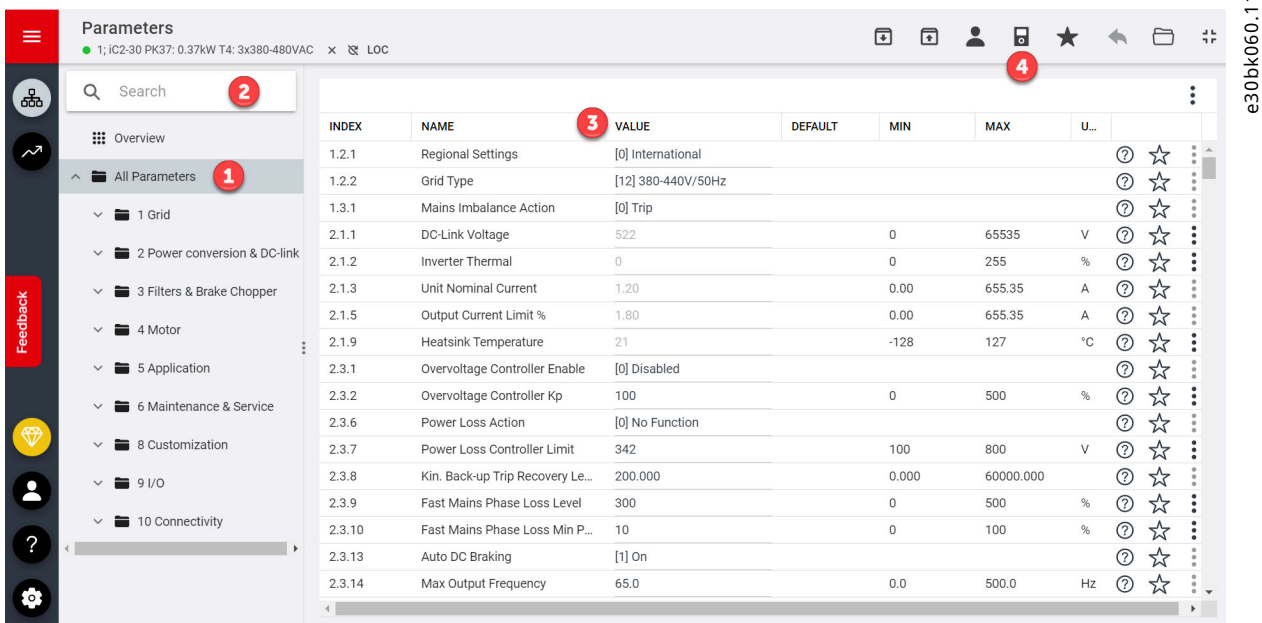 Parameters
1; iC2-30 PK37: 0.37kW T4: 3x380-480VAC LOC
4
Search 2
Overview
All Parameters 1
1 Grid
2 Power conversion & DC-link
3 Filters & Brake Chopper
4 Motor
5 Application
6 Maintenance & Service
8 Customization
9 I/O
10 Connectivity
Feedback
?
3
INDEX NAME VALUE DEFAULT MIN MAX U...
1.2.1 Regional Settings [0] International ?
1.2.2 Grid Type [12] 380-440V/50Hz ?
1.3.1 Mains Imbalance Action [0] Trip ?
2.1.1 DC-Link Voltage 522 0 65535 V ?
2.1.2 Inverter Thermal 0 0 255 % ?
2.1.3 Unit Nominal Current 1.20 0.00 655.35 A ?
2.1.5 Output Current Limit % 1.80 0.00 655.35 A ?
2.1.9 Heatsink Temperature 21 -128 127 °C ?
2.3.1 Overvoltage Controller Enable [0] Disabled ?
2.3.2 Overvoltage Controller Kp 100 0 500 % ?
2.3.6 Power Loss Action [0] No Function ?
2.3.7 Power Loss Controller Limit 342 100 800 V ?
2.3.8 Kin. Back-up Trip Recovery Le... 200.000 0.000 60000.000 ?
2.3.9 Fast Mains Phase Loss Level 300 0 500 % ?
2.3.10 Fast Mains Phase Loss Min P... 10 0 100 % ?
2.3.13 Auto DC Braking [1] On ?
2.3.14 Max Output Frequency 65.0 0.0 500.0 Hz ?